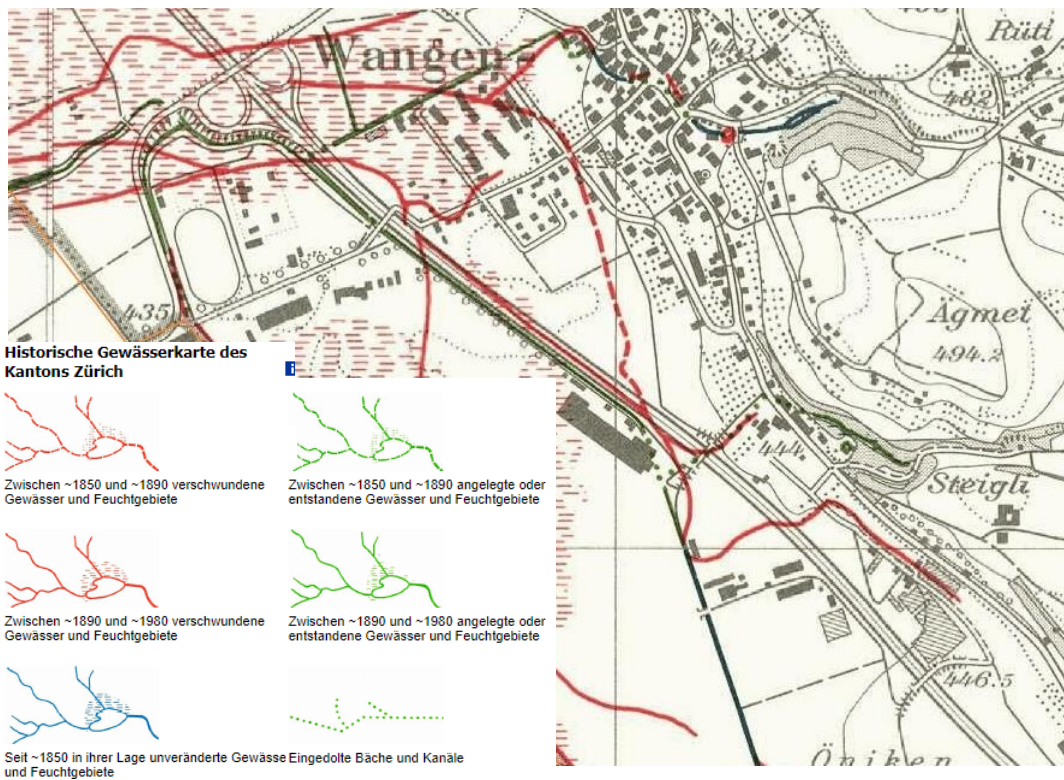 Wangen
443
Rüti
482
Agmet
494.2
435
444
Steigli
446.5
Öniken
Historische Gewässerkarte des
Kantons Zürich
i
Zwischen ~1850 und ~1890 verschwundene
Gewässer und Feuchtgebiete
Zwischen ~1850 und ~1890 angelegte oder
entstandene Gewässer und Feuchtgebiete
Zwischen ~1890 und ~1980 verschwundene
Gewässer und Feuchtgebiete
Zwischen ~1890 und ~1980 angelegte oder
entstandene Gewässer und Feuchtgebiete
Seit ~1850 in ihrer Lage unveränderte Gewässe
und Feuchtgebiete
Eingedolte Bäche und Kanäle